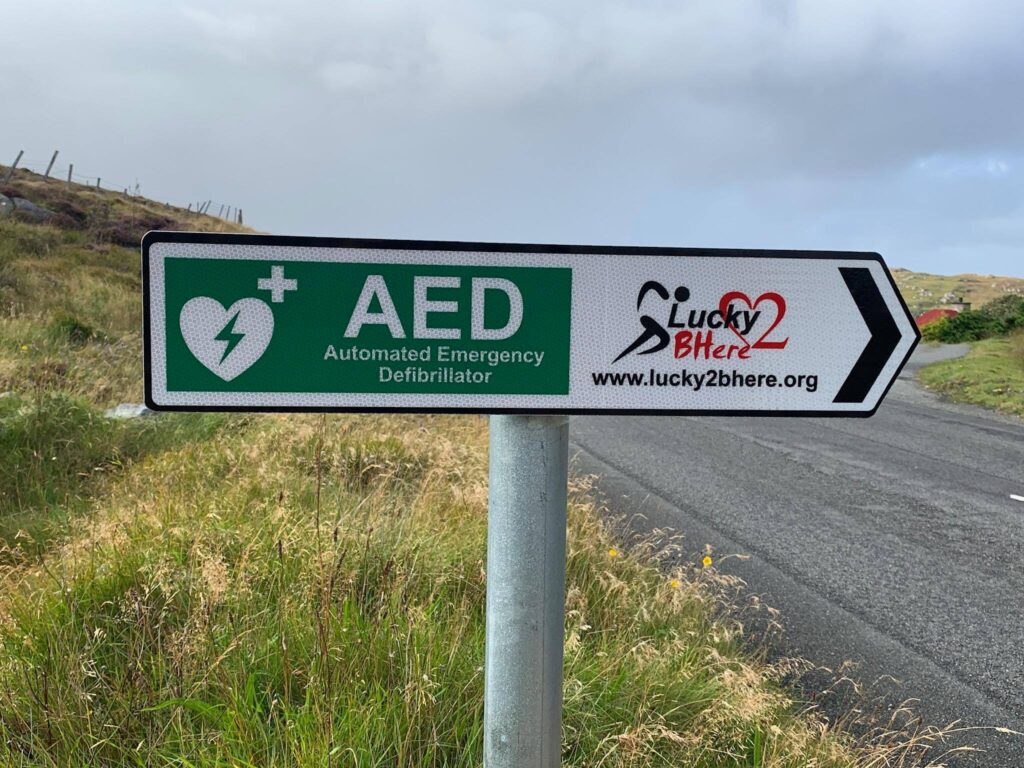 AED
Automated Emergency
Defibrillator
Lucky 2
BHere
www.lucky2bhere.org